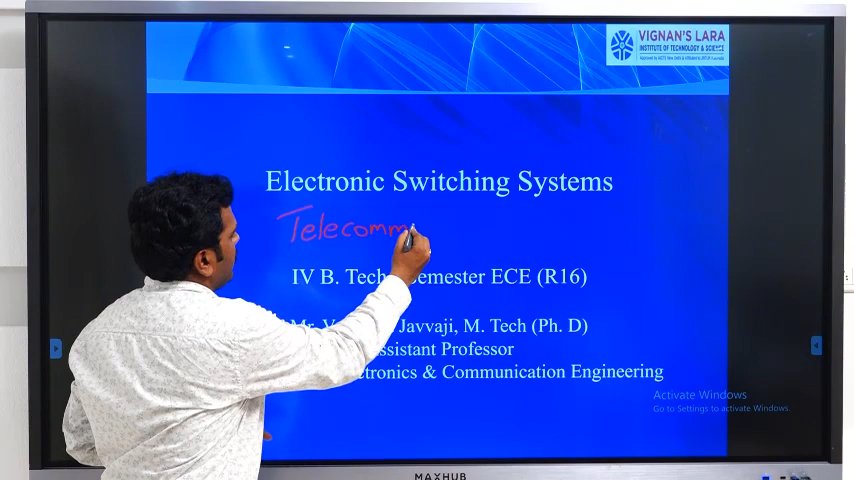 VIGNAN'S LARA
INSTITUTE OF TECHNOLOGY & SCIENCE
Electronic Switching Systems
Telecomm
IV B. Tech Semester ECE (R16)
Javvaji, M. Tech (Ph. D)
Assistant Professor
& Communication Engineering
Activate Windows
Go to Settings to activate Windows.
MAXHUB